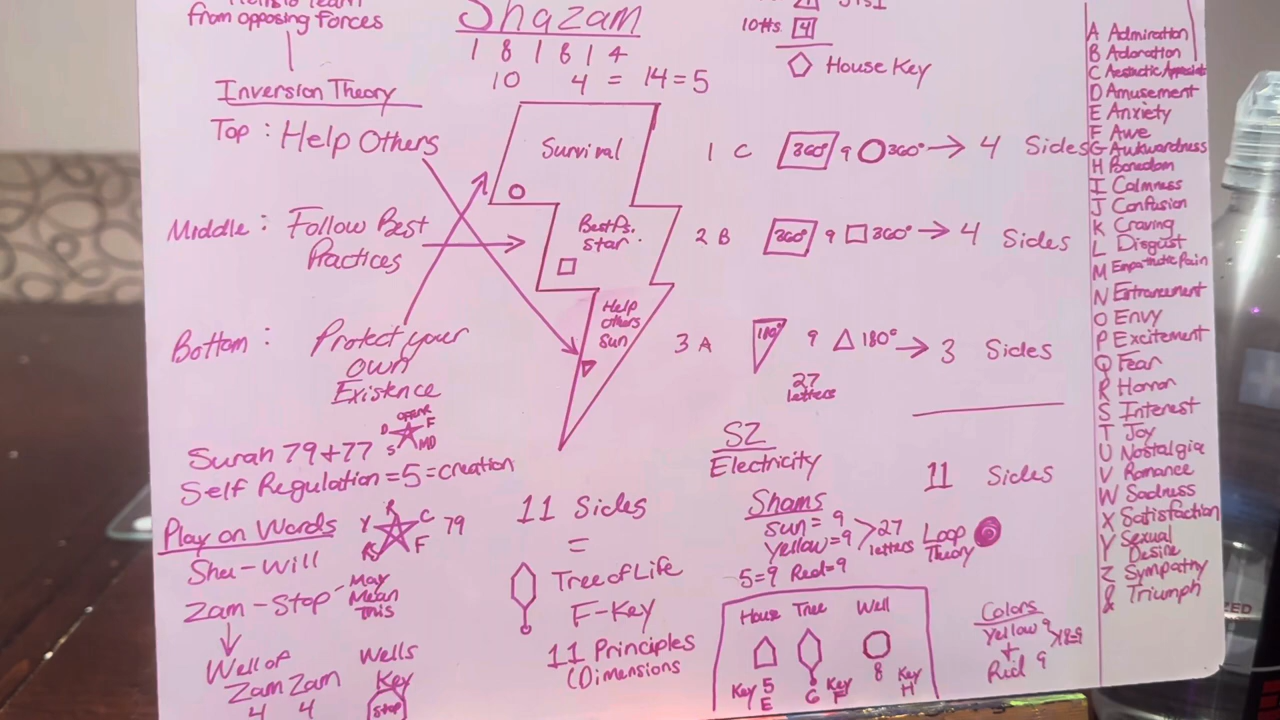 from opposing forces
Inversion Theory
Top : Help Others
Middle : Follow Best
Practices
Bottom : Protect your
own
Existence
Surah 79+77
D OPENR F
S MD
Self Regulation = 5 = creation
Play on Words
Y R C 79
RS F
Sha - Will
Zam - Stop - May
Mean
This
Well of
Zam Zam
4 4
Wells
Key
Stop
Shazam
1 8 1 8 1 4
10 4 = 14 = 5
Survival
Best Ps.
Star
Help
Others
Sun
11 Sides
=
Tree of Life
F-Key
11 Principles
(Dimensions
10tts 4
House Key
1 C 360° 9 360° → 4 Sides
2 B 360° 9 360° → 4 Sides
3 A 180° 9 180° → 3 Sides
27
letters
11 Sides
SZ
Electricity
Shams
sun = 9
yellow = 9 > 27
letters
5=9 Red=9
Loop
Theory
House Tree Well
Key 5
E
6 Key
F
8 Key
H
Colors
Yellow 9
+
Red 9
>18=9
A Admiration
B Adoration
C Aesthetic Appreciate
D Amusement
E Anxiety
F Awe
G Awkwardness
H Boredom
I Calmness
J Confusion
K Craving
L Disgust
M Empathetic Pain
N Entrancement
O Envy
P Excitement
Q Fear
R Horror
S Interest
T Joy
U Nostalgia
V Romance
W Sadness
X Satisfaction
Y Sexual
Desire
Z Sympathy
& Triumph